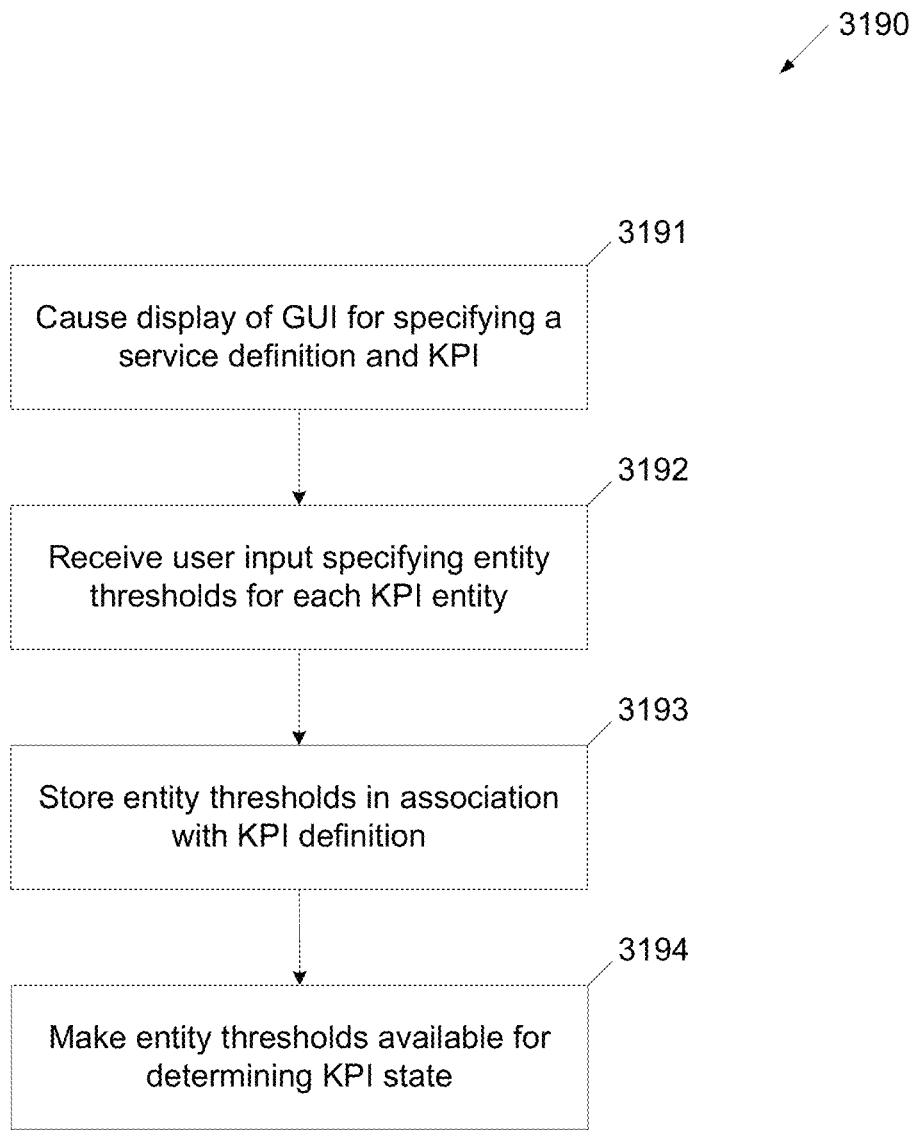 3190
3191
Cause display of GUI for specifying a
service definition and KPI
3192
Receive user input specifying entity
thresholds for each KPI entity
3193
Store entity thresholds in association
with KPI definition
3194
Make entity thresholds available for
determining KPI state